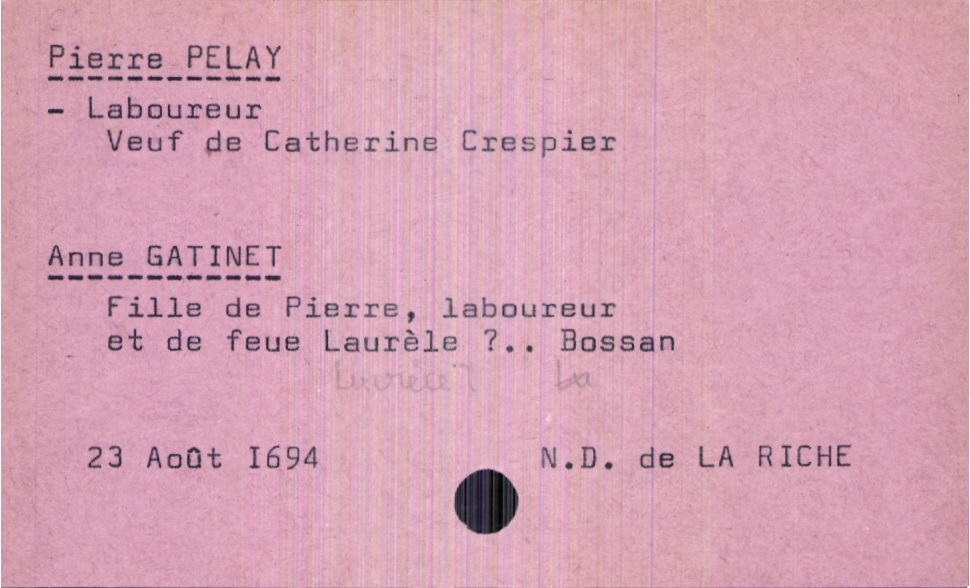 Pierre PELAY
- Laboureur
Veuf de Catherine Crespier
Anne GATINET
Fille de Pierre, laboureur
et de feue Laurèle ?.. Bossan
Lucrèce ?
23 Août I694 N.D. de LA RICHE